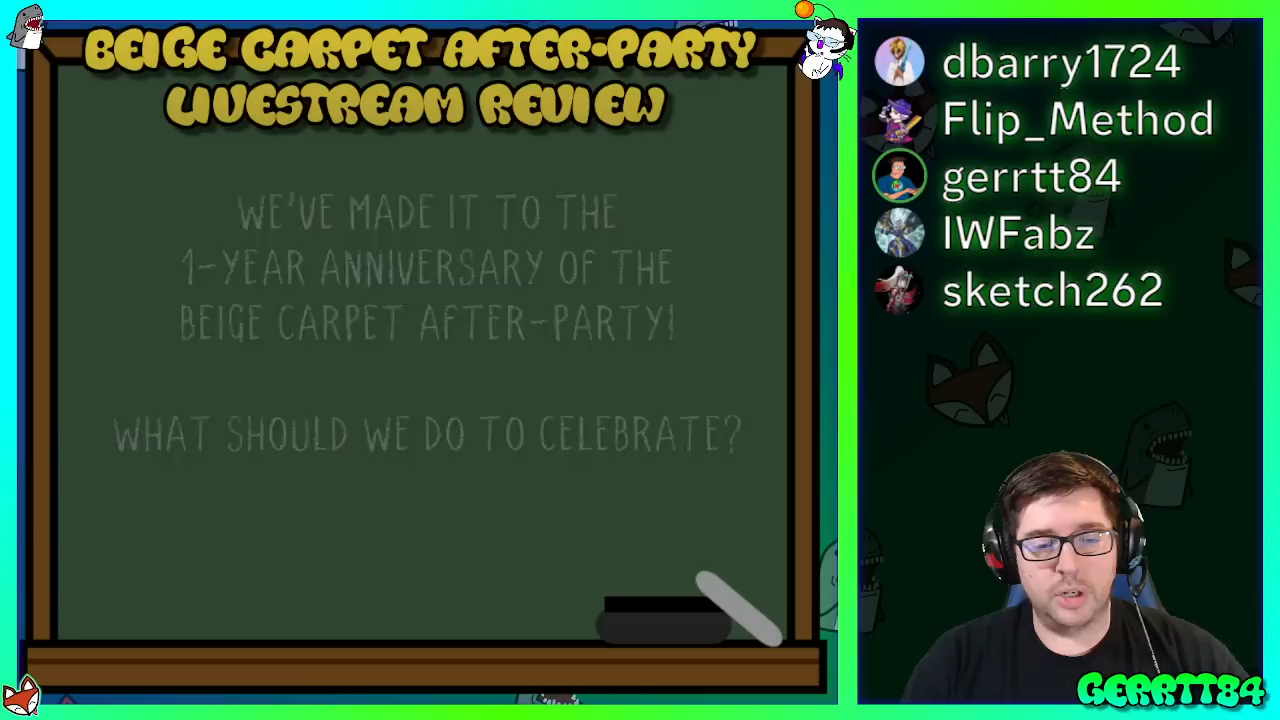 BEIGE CARPET AFTER-PARTY
LIVESTREAM REVIEW
WE'VE MADE IT TO THE
1-YEAR ANNIVERSARY OF THE
BEIGE CARPET AFTER-PARTY!
WHAT SHOULD WE DO TO CELEBRATE?
dbarry1724
Flip_Method
gerrtt84
IWFabz
sketch262
GERRTT84